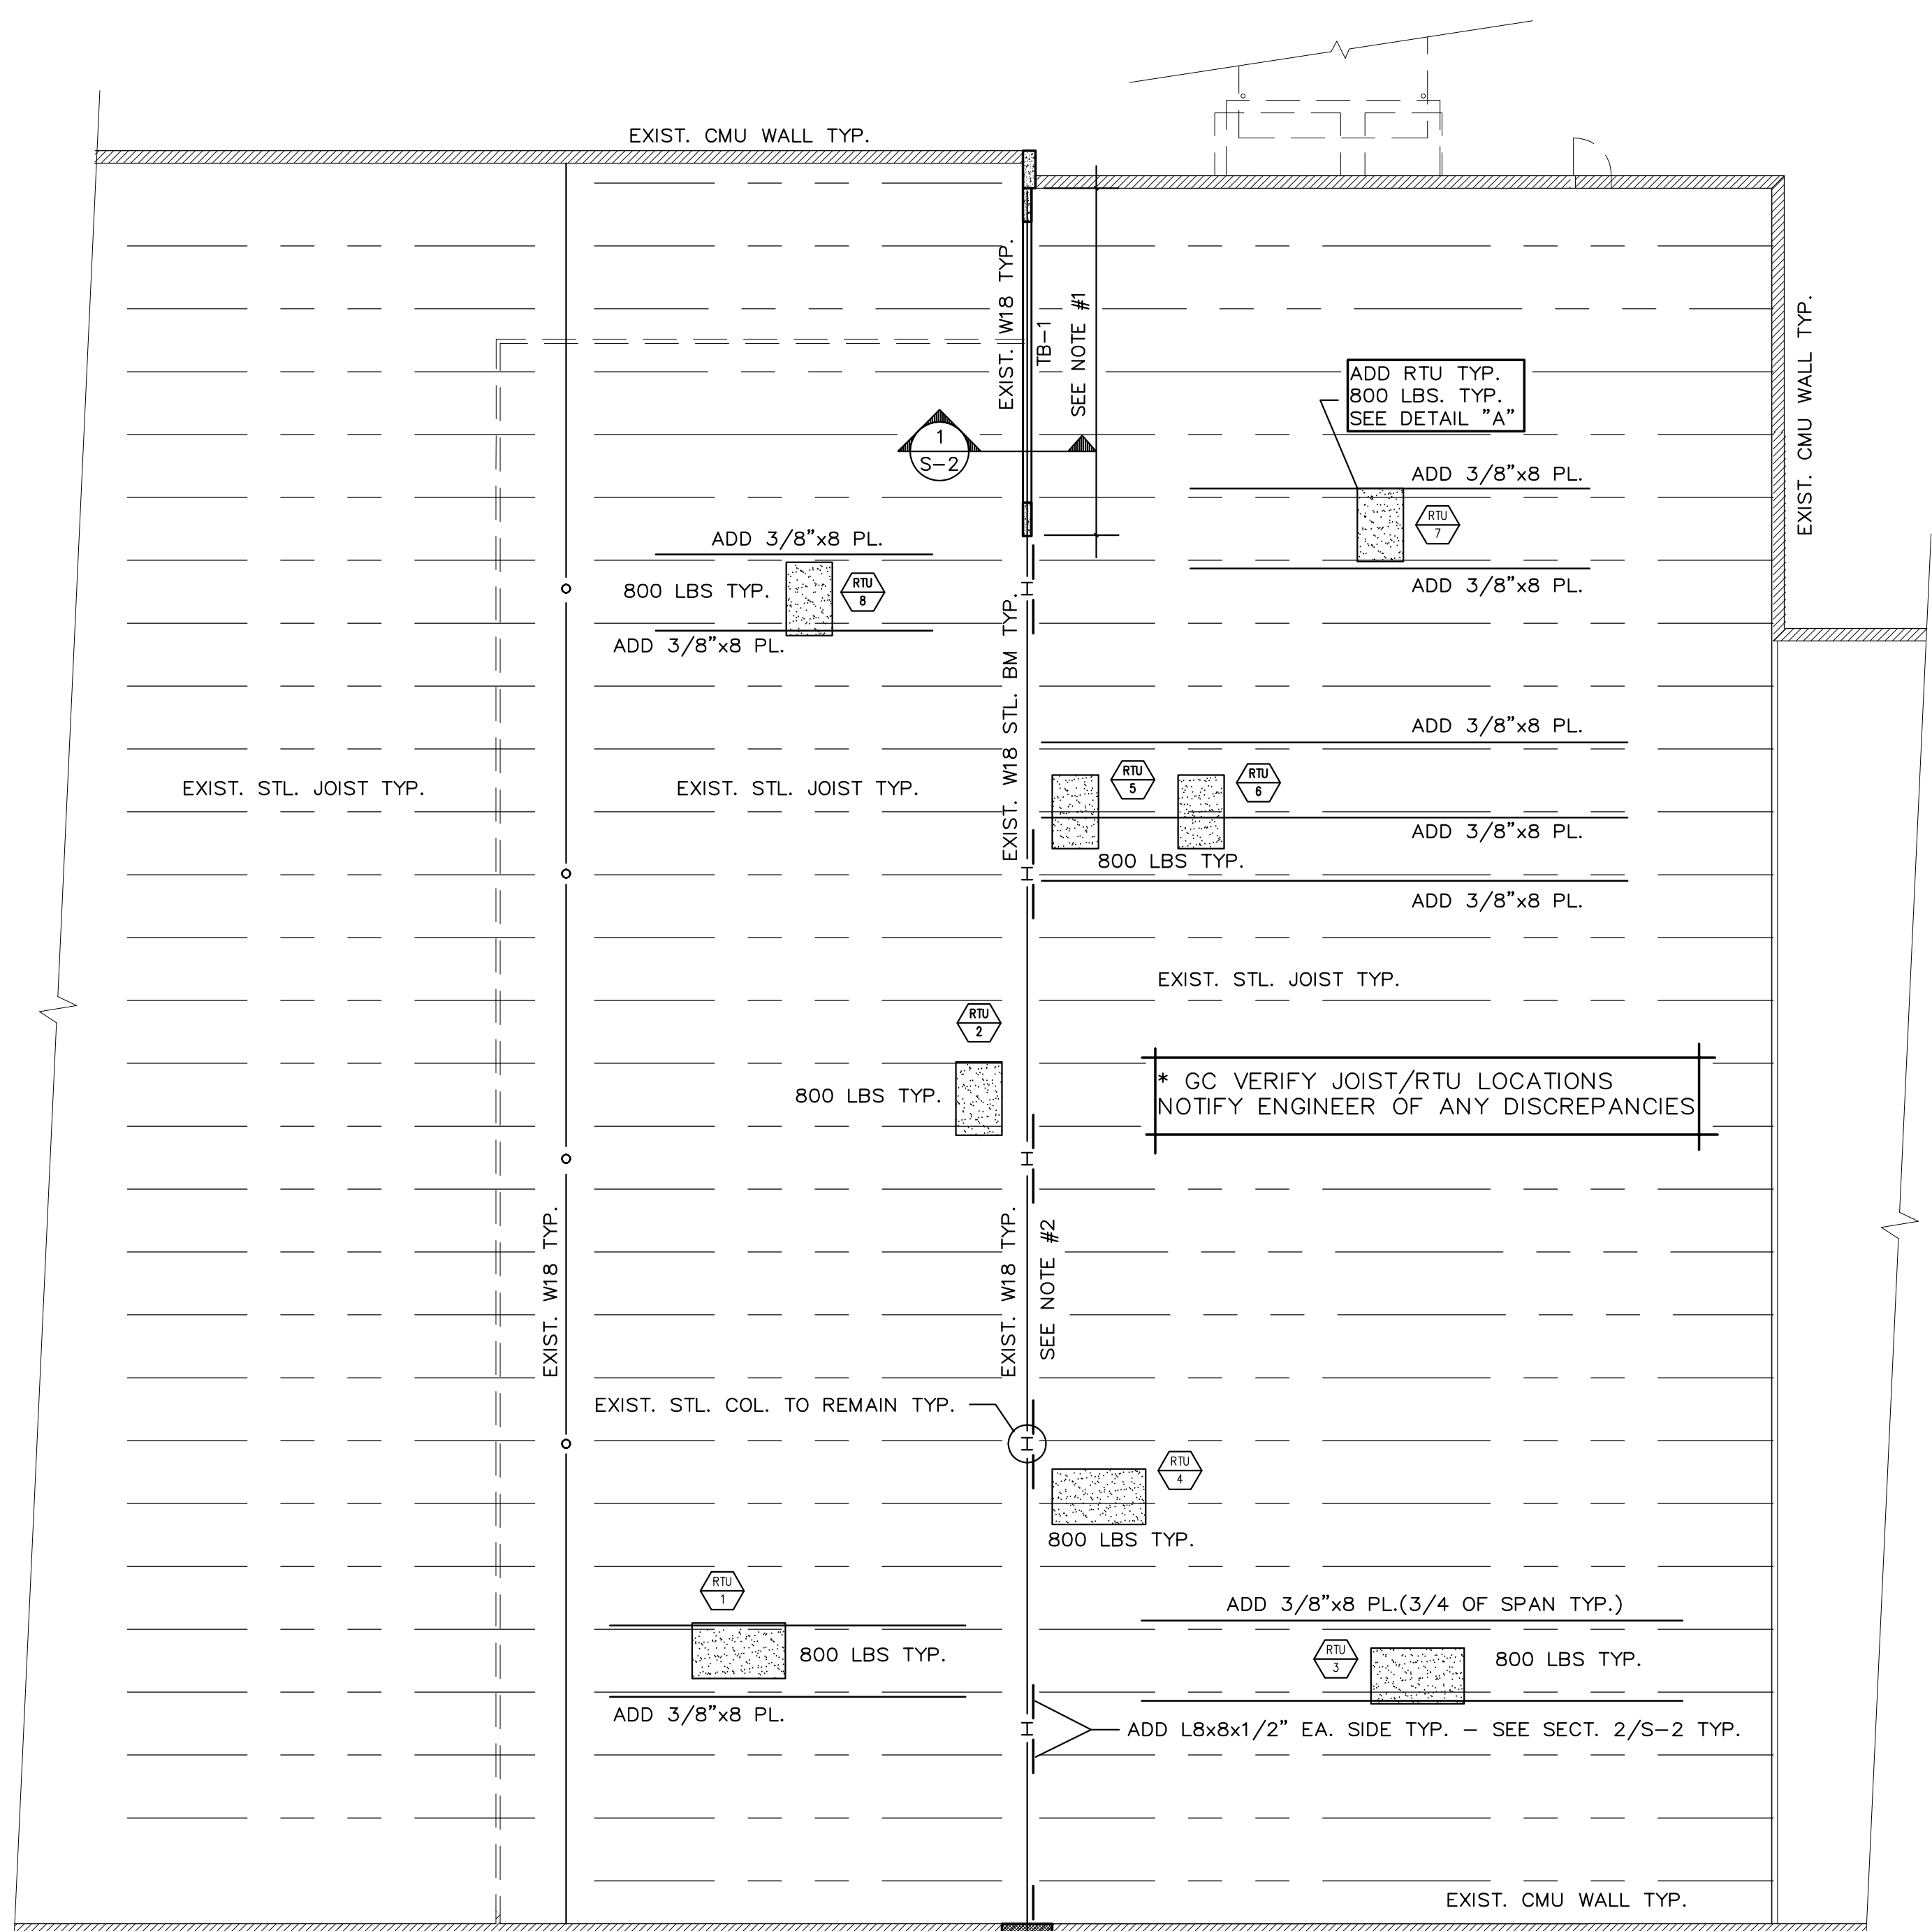 EXIST. CMU WALL TYP.
EXIST. W18 TYP.
TB-1
SEE NOTE #1
EXIST. CMU WALL TYP.
ADD RTU TYP.
800 LBS. TYP.
SEE DETAIL "A"
1
S-2
ADD 3/8"x8 PL.
RTU
7
ADD 3/8"x8 PL.
ADD 3/8"x8 PL.
800 LBS TYP.
RTU
8
ADD 3/8"x8 PL.
EXIST. W18 STL. BM TYP.
ADD 3/8"x8 PL.
EXIST. STL. JOIST TYP.
EXIST. STL. JOIST TYP.
RTU
5
RTU
6
ADD 3/8"x8 PL.
800 LBS TYP.
ADD 3/8"x8 PL.
EXIST. STL. JOIST TYP.
RTU
2
800 LBS TYP.
* GC VERIFY JOIST/RTU LOCATIONS
NOTIFY ENGINEER OF ANY DISCREPANCIES
EXIST. W18 TYP.
EXIST. W18 TYP.
SEE NOTE #2
EXIST. STL. COL. TO REMAIN TYP.
RTU
4
800 LBS TYP.
RTU
1
800 LBS TYP.
ADD 3/8"x8 PL.
ADD 3/8"x8 PL.(3/4 OF SPAN TYP.)
RTU
3
800 LBS TYP.
ADD L8x8x1/2" EA. SIDE TYP. - SEE SECT. 2/S-2 TYP.
EXIST. CMU WALL TYP.